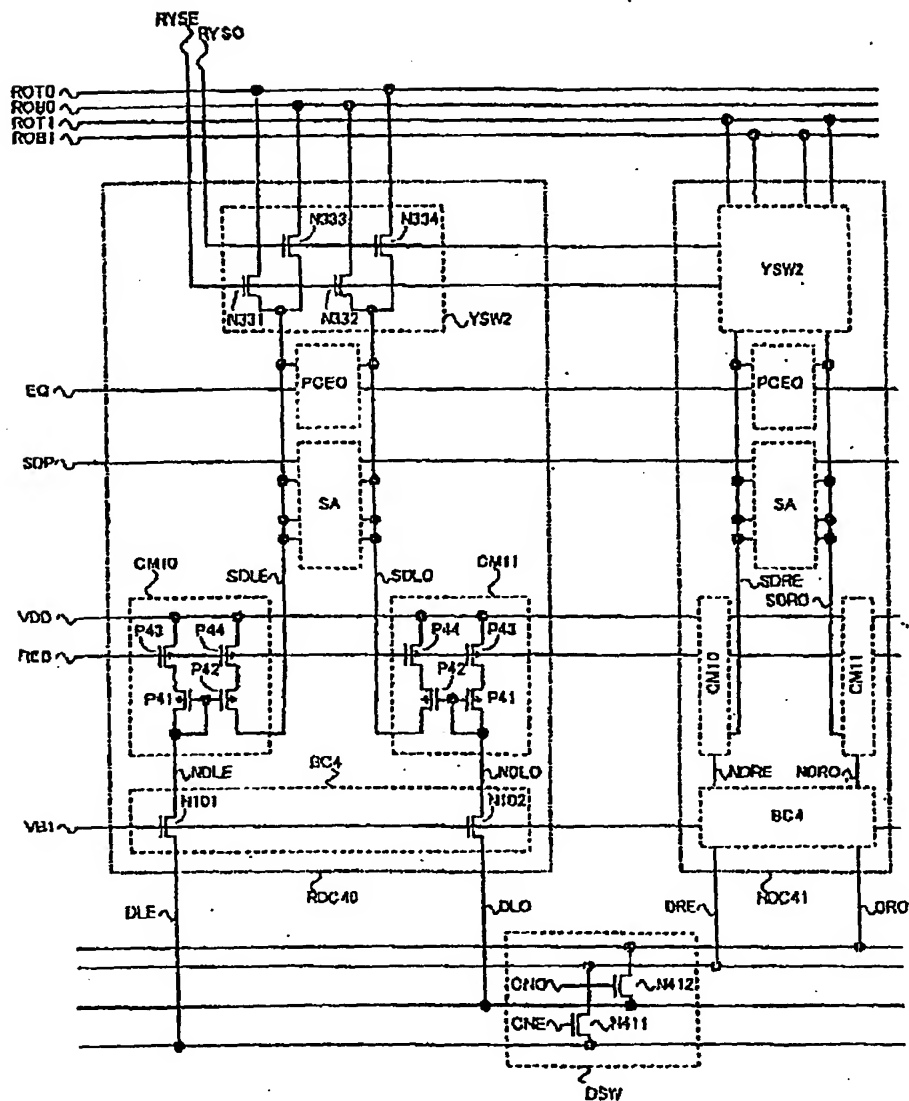 RYSE
RYSO
ROT0
ROB0
ROT1
ROB1
N333
N334
YSW2
N331
N332
YSW2
PCEQ
PCEQ
EQ
SDP
SA
SA
CM10
SDLE
SDLO
CM11
SDRE
SDRO
VDD
P43
P44
P44
P43
REB
P42
P42
P41
P41
CM10
CM11
BC4
NDLE
NDLO
NDRE
NDRO
N101
N102
VB1
BC4
RDC40
RDC41
DLE
DLO
DRE
DRO
CNO
N412
CNE
N411
DSW